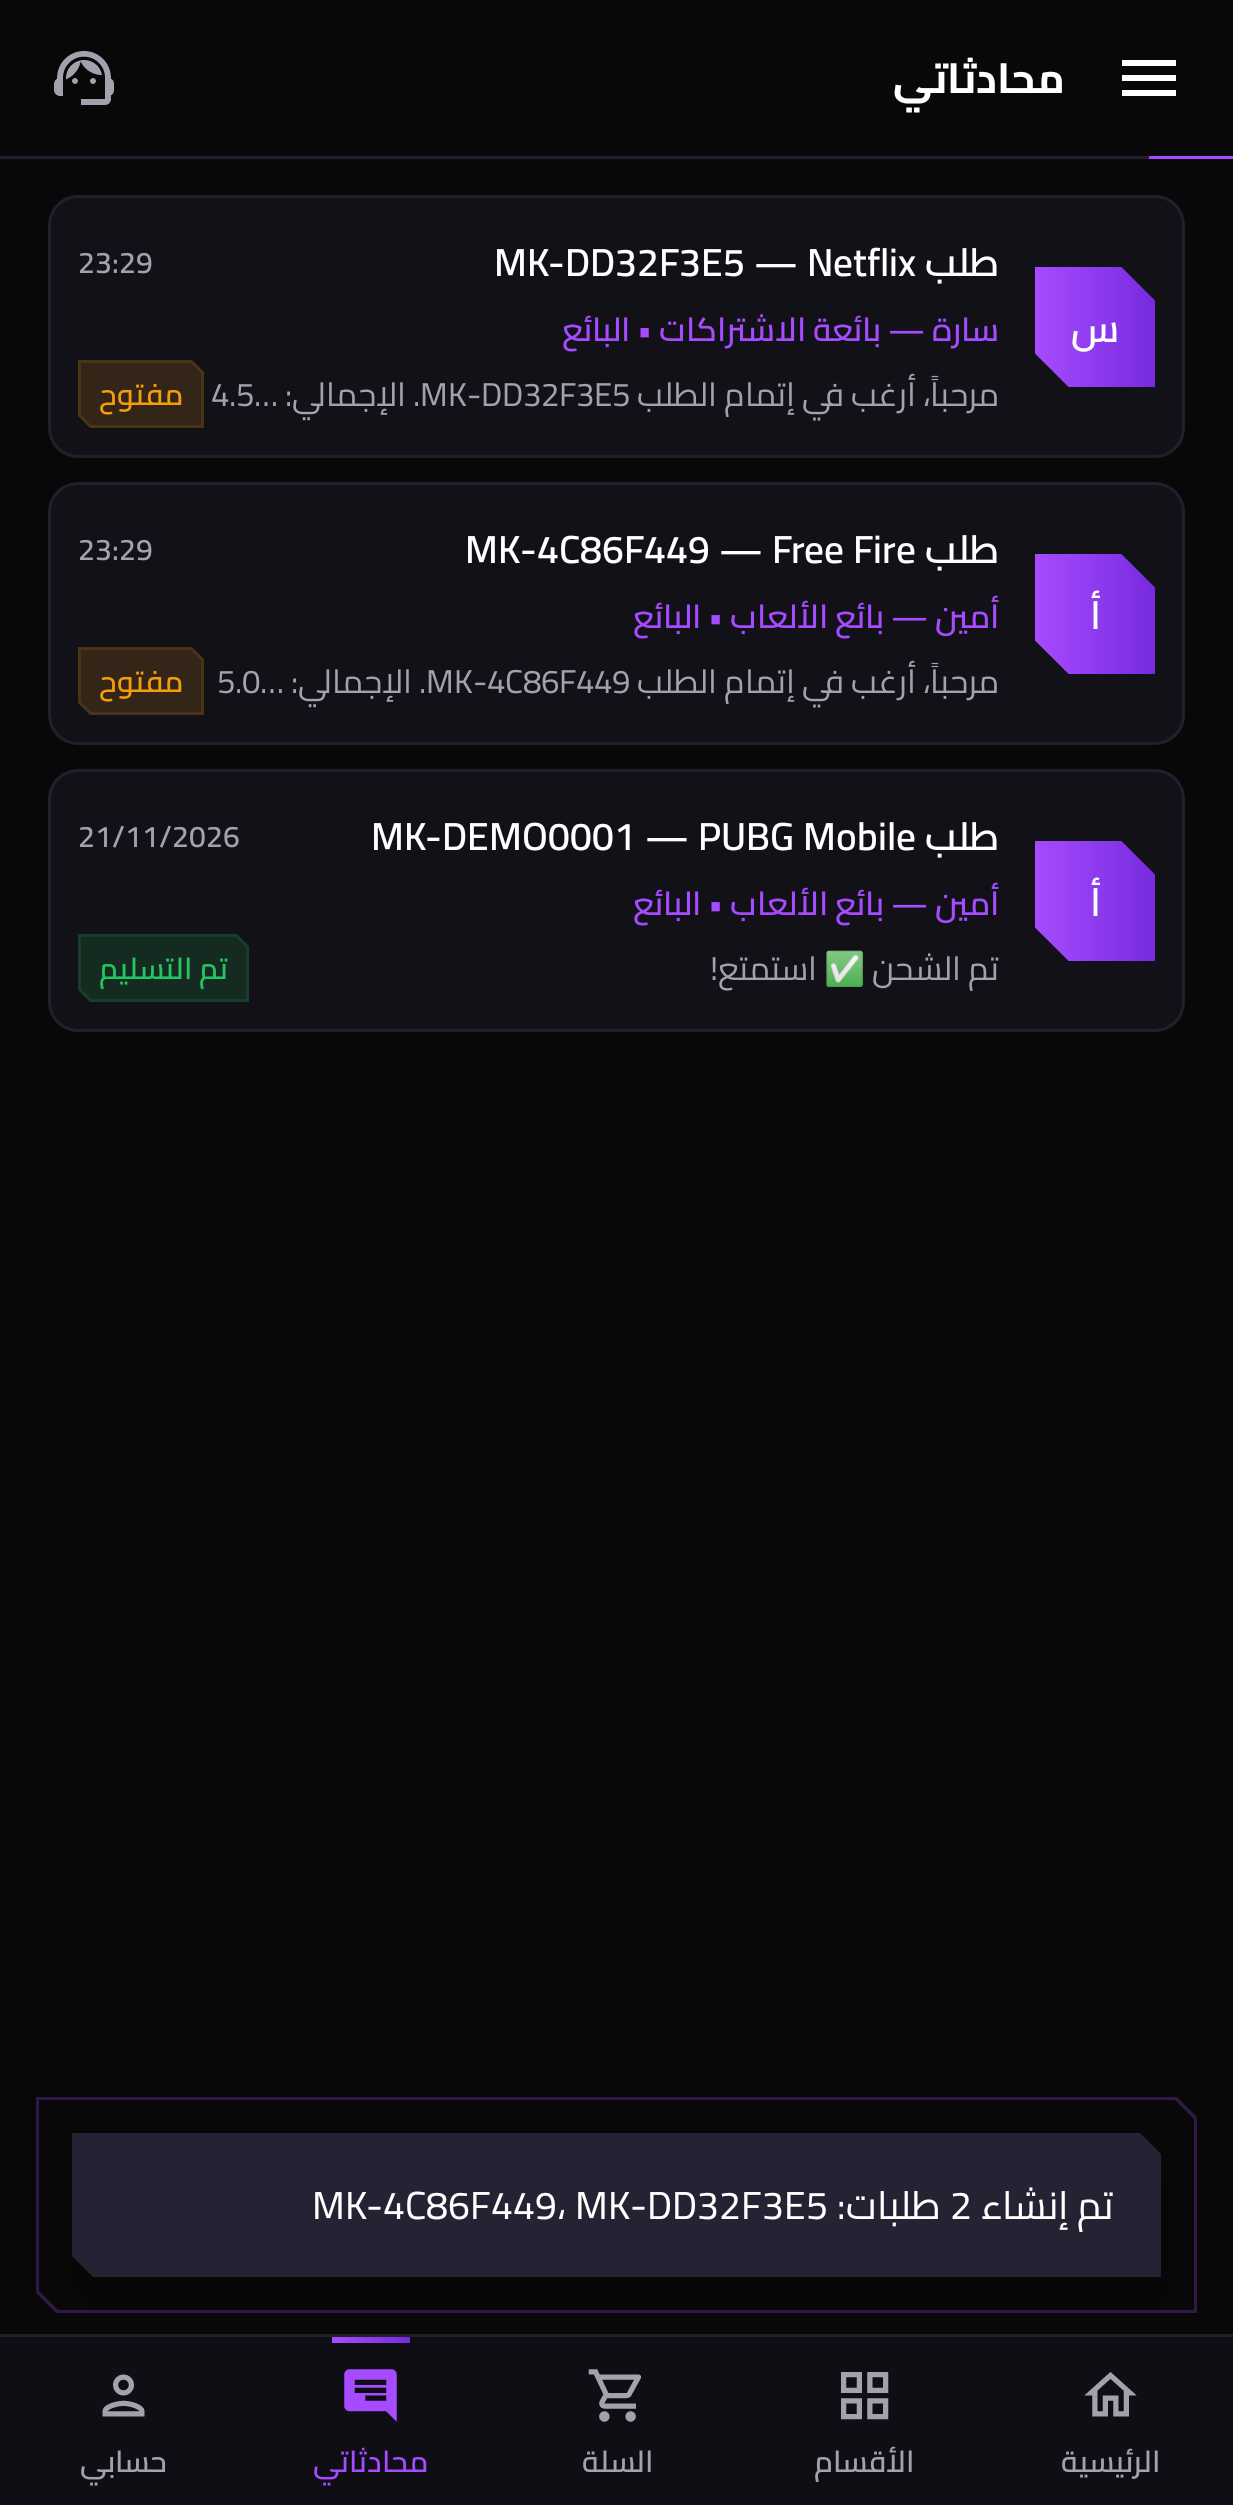 محادثاتي
طلب MK-DD32F3E5 — Netflix
23:29
سارة — بائعة الاشتراكات ▪ البائع
مرحباً، أرغب في إتمام الطلب MK-DD32F3E5. الإجمالي: 4.5...
مفتوح
س
طلب MK-4C86F449 — Free Fire
23:29
أمين — بائع الألعاب ▪ البائع
مرحباً، أرغب في إتمام الطلب MK-4C86F449. الإجمالي: 5.0...
مفتوح
أ
طلب MK-DEMO0001 — PUBG Mobile
21/11/2026
أمين — بائع الألعاب ▪ البائع
تم الشحن ✅ استمتع!
تم التسليم
أ
تم إنشاء 2 طلبات: MK-DD32F3E5، MK-4C86F449
الرئيسية
الأقسام
السلة
محادثاتي
حسابي